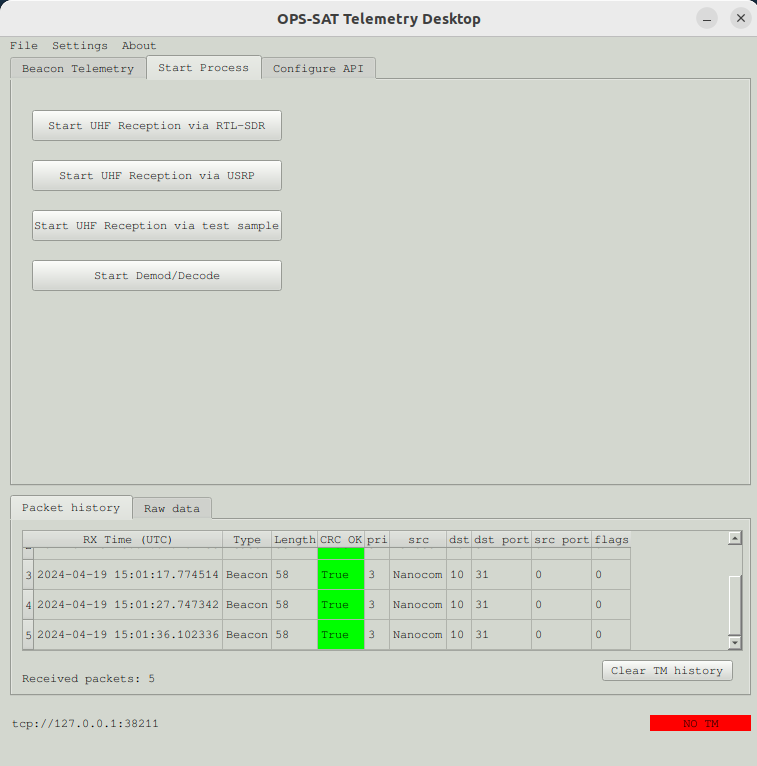 OPS-SAT Telemetry Desktop
File Settings About
Beacon Telemetry Start Process Configure API
Start UHF Reception via RTL-SDR
Start UHF Reception via USRP
Start UHF Reception via test sample
Start Demod/Decode
Packet history Raw data
RX Time (UTC) Type Length CRC OK pri src dst dst port src port flags
3 2024-04-19 15:01:17.774514 Beacon 58 True 3 Nanocom 10 31 0 0
4 2024-04-19 15:01:27.747342 Beacon 58 True 3 Nanocom 10 31 0 0
5 2024-04-19 15:01:36.102336 Beacon 58 True 3 Nanocom 10 31 0 0
Received packets: 5 Clear TM history
tcp://127.0.0.1:38211 NO TM